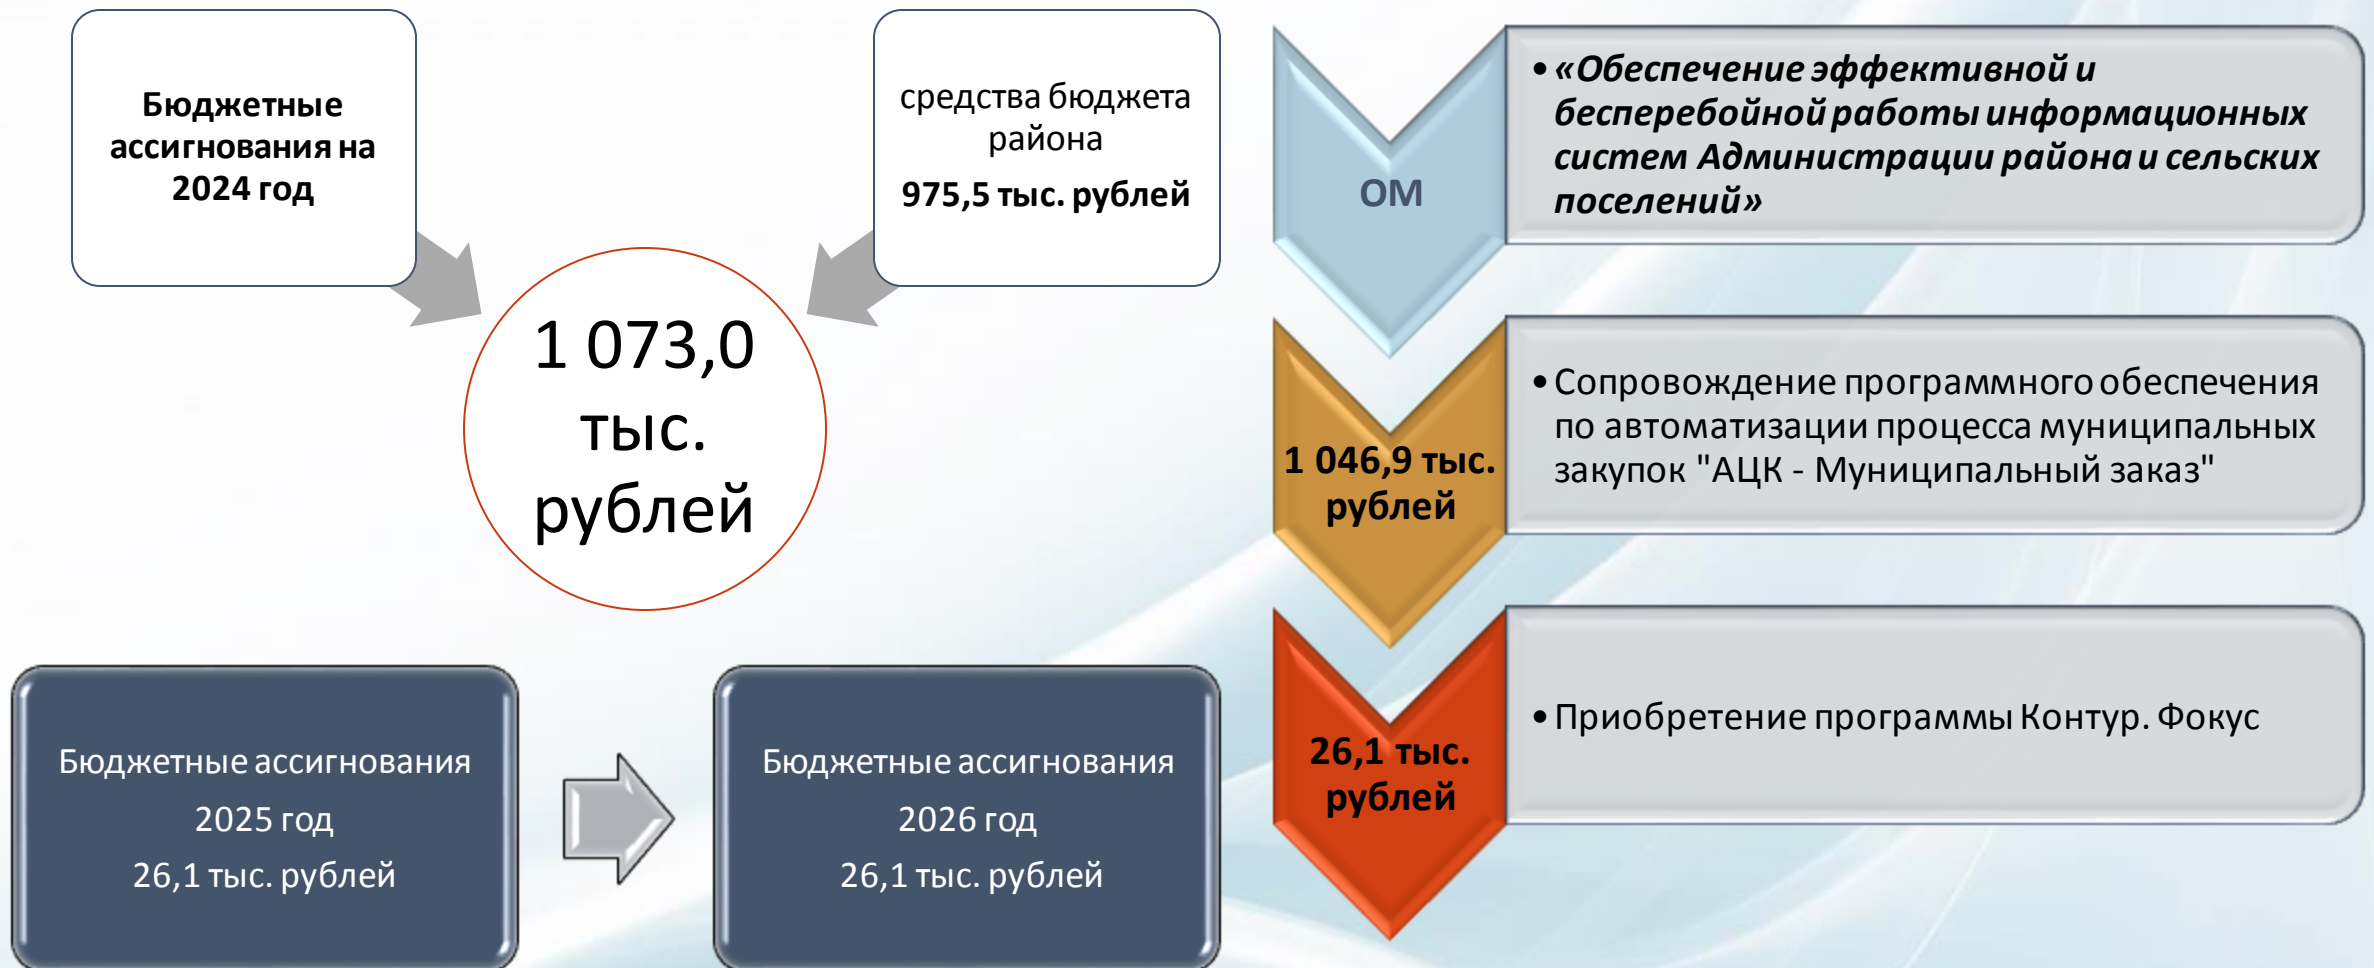 Бюджетные
ассигнования на
2024 год
средства бюджета
района
975,5 тыс. рублей
1 073,0
тыс.
рублей
Бюджетные ассигнования
2025 год
26,1 тыс. рублей
Бюджетные ассигнования
2026 год
26,1 тыс. рублей
ОМ
• «Обеспечение эффективной и
бесперебойной работы информационных
систем Администрации района и сельских
поселений»
1 046,9 тыс.
рублей
• Сопровождение программного обеспечения
по автоматизации процесса муниципальных
закупок "АЦК - Муниципальный заказ"
26,1 тыс.
рублей
• Приобретение программы Контур. Фокус